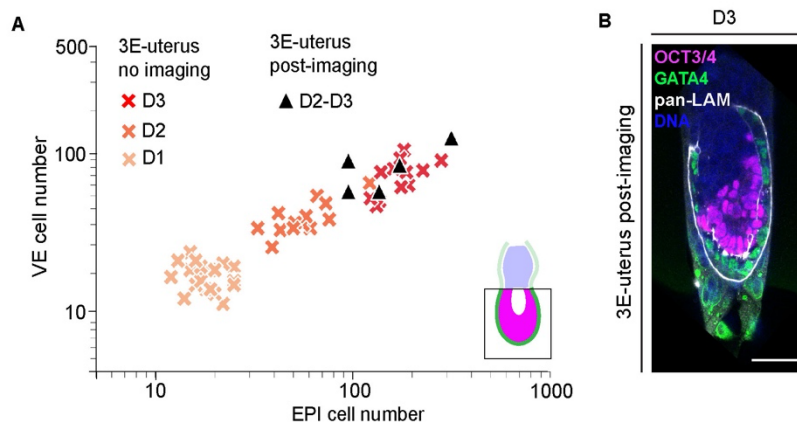 A
3E-uterus
no imaging
3E-uterus
post-imaging
D3
D2
D1
D2-D3
500
100
10
VE cell number
10
100
1000
EPI cell number
B
D3
OCT3/4
GATA4
pan-LAM
DNA
3E-uterus post-imaging